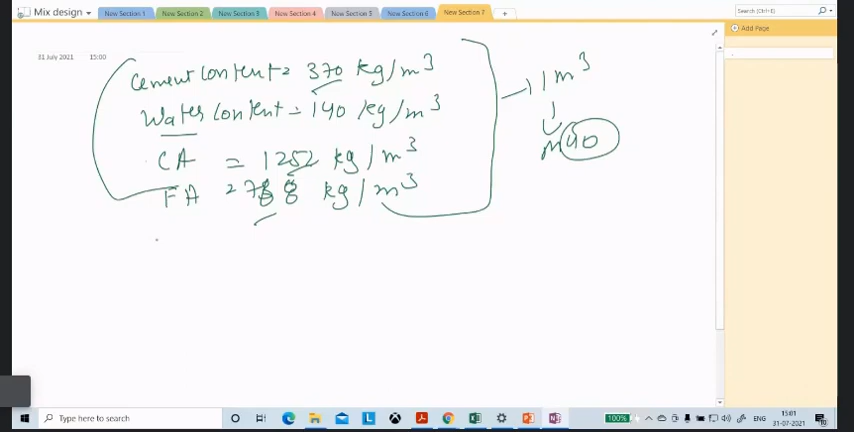 Mix design
New Section 1
New Section 2
New Section 3
New Section 4
New Section 5
New Section 6
New Section 7
Search (Ctrl+E)
Add Page
31 July 2021 15:00
Cement content = 370 kg/m³
Water content = 140 kg/m³
CA = 1252 kg/m³
FA = 788 kg/m³
1 m³
M40
Type here to search
100%
ENG
15:01
31-07-2021